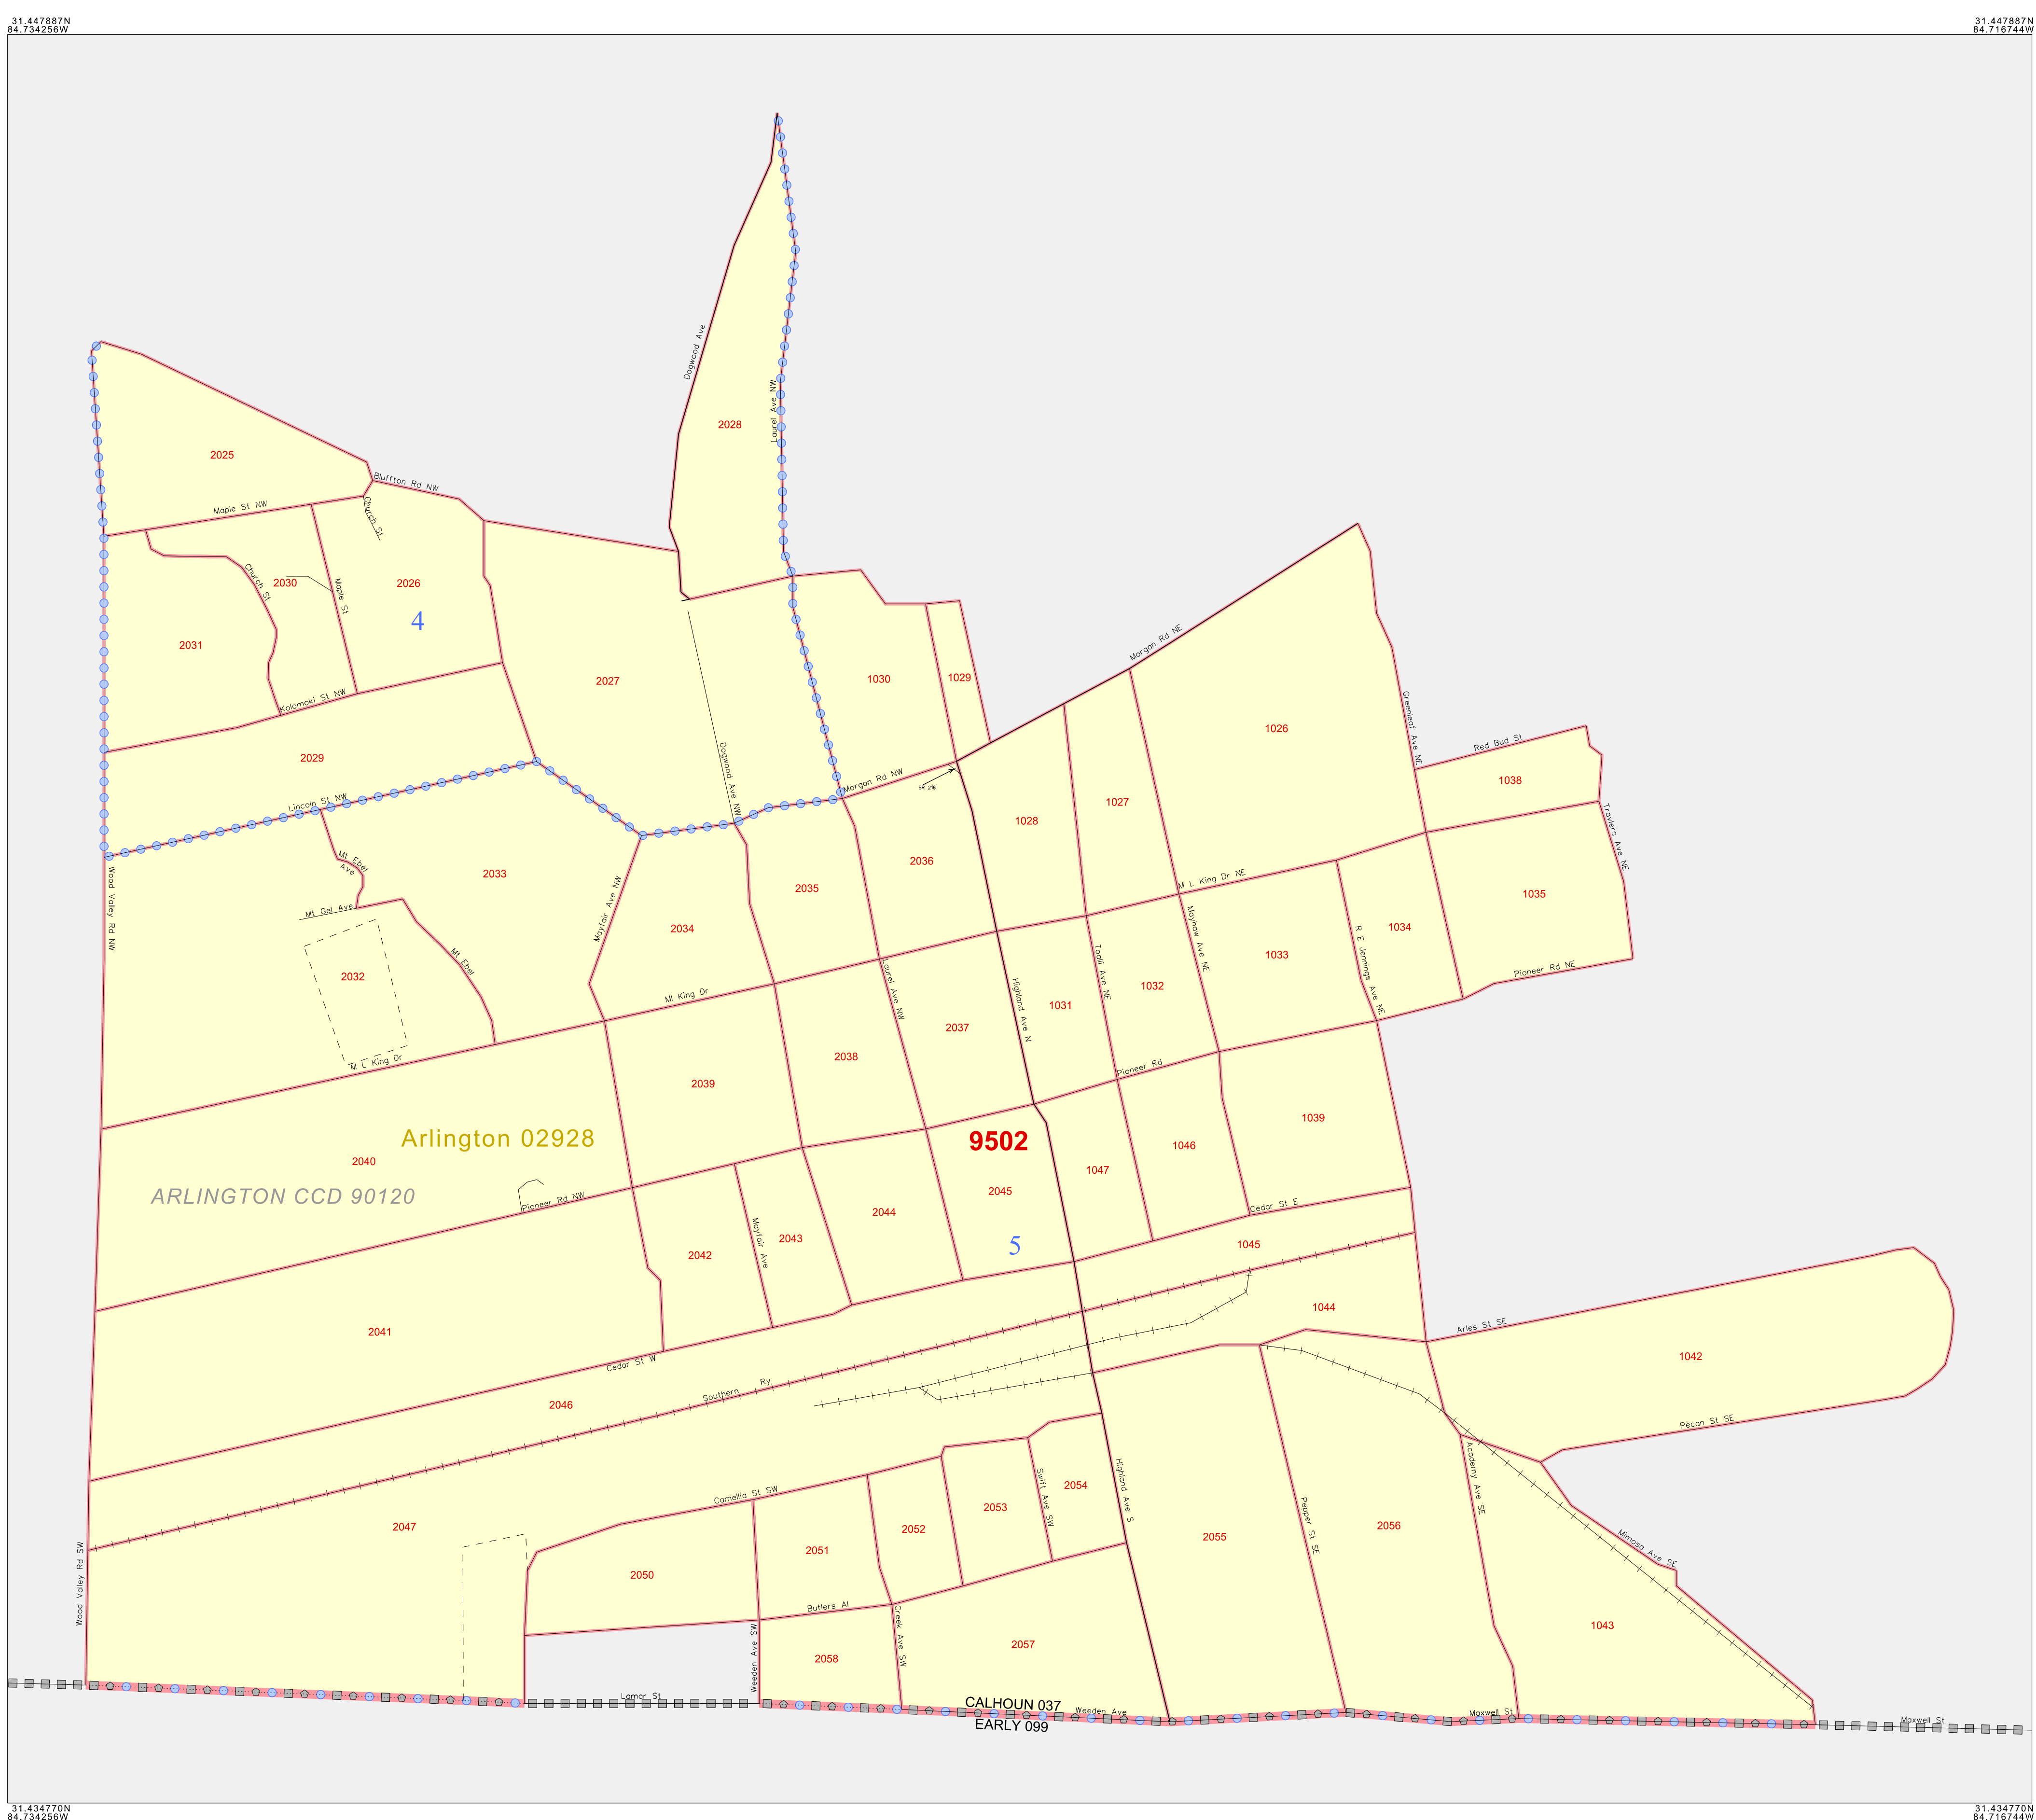 31.447887N
84.734256W
31.447887N
84.716744W
Dogwood Ave
Laurel Ave NW
2028
2025
Bluffton Rd NW
Maple St NW
Church St
Church St
2030
Maple St
2026
4
2031
2027
1030
1029
Morgan Rd NE
Kolomoki St NW
2029
Greenleaf Ave NE
1026
Red Bud St
1038
Dogwood Ave NW
Morgan Rd NW
SR 216
Lincoln St NW
1027
1028
Travlers Ave NE
Mt Ebel
Ave
2033
2036
2035
M L King Dr NE
1035
Wood Valley Rd NW
Mt Gel Ave
Mayfair Ave NW
2034
Mayhaw Ave NE
R E Jennings Ave NE
1034
Mt Ebel
2032
Laurel Ave NW
Highland Ave N
Toalli Ave NE
1033
Pioneer Rd NE
1032
Ml King Dr
1031
2037
2038
M L King Dr
2039
Pioneer Rd
Arlington 02928
9502
1039
1046
2040
1047
ARLINGTON CCD 90120
Pioneer Rd NW
2045
Cedar St E
2044
2043
Mayfair Ave
2042
5
1045
1044
2041
Arles St SE
1042
Cedar St W
Southern Ry
2046
Pecan St SE
Camellia St SW
Swift Ave SW
2054
Highland Ave S
Academy Ave SE
2053
2047
2052
2051
Pepper St SE
2056
2055
Mimosa Ave SE
2050
Wood Valley Rd SW
Butlers Al
Creek Ave SW
1043
2057
Weeden Ave SW
2058
Lamar St
CALHOUN 037
Weeden Ave
Maxwell St
Maxwell St
EARLY 099
31.434770N
84.734256W
31.434770N
84.716744W